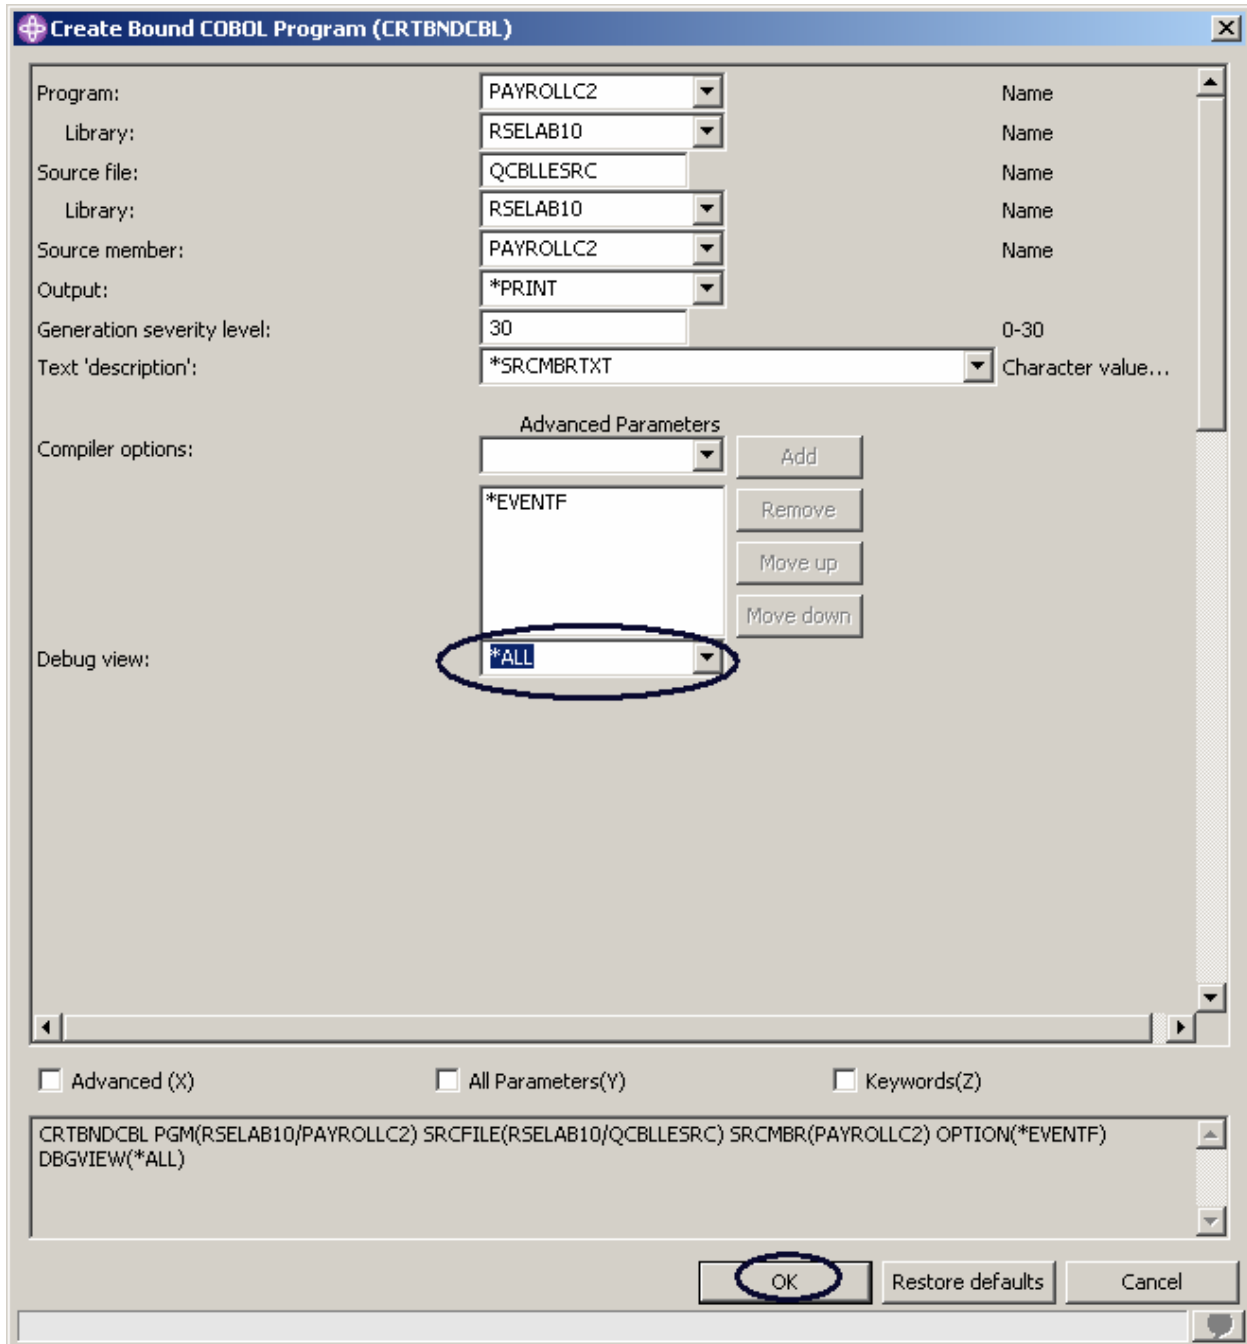 Create Bound COBOL Program (CRTBNDCBL)
Program: PAYROLLC2 Name
Library: RSELAB10 Name
Source file: QCBLLESRC Name
Library: RSELAB10 Name
Source member: PAYROLLC2 Name
Output: *PRINT
Generation severity level: 30 0-30
Text 'description': *SRCMBRTXT Character value...
Advanced Parameters
Compiler options: Add
*EVENTF Remove
Move up
Move down
Debug view: *ALL
Advanced (X) All Parameters(Y) Keywords(Z)
CRTBNDCBL PGM(RSELAB10/PAYROLLC2) SRCFILE(RSELAB10/QCBLLESRC) SRCMBR(PAYROLLC2) OPTION(*EVENTF)
DBGVIEW(*ALL)
OK Restore defaults Cancel